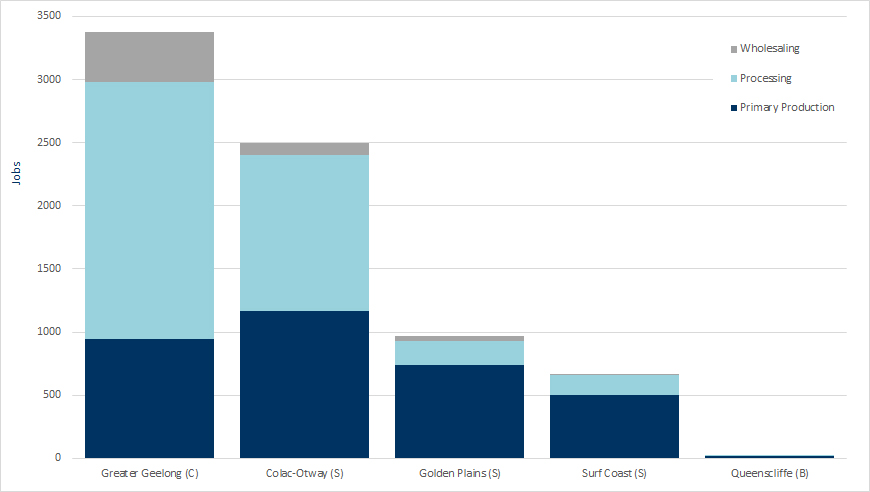 3500
3000
2500
2000
1500
1000
500
0
Jobs
Wholesaling
Processing
Primary Production
Greater Geelong (C)
Colac-Otway (S)
Golden Plains (S)
Surf Coast (S)
Queenscliffe (B)